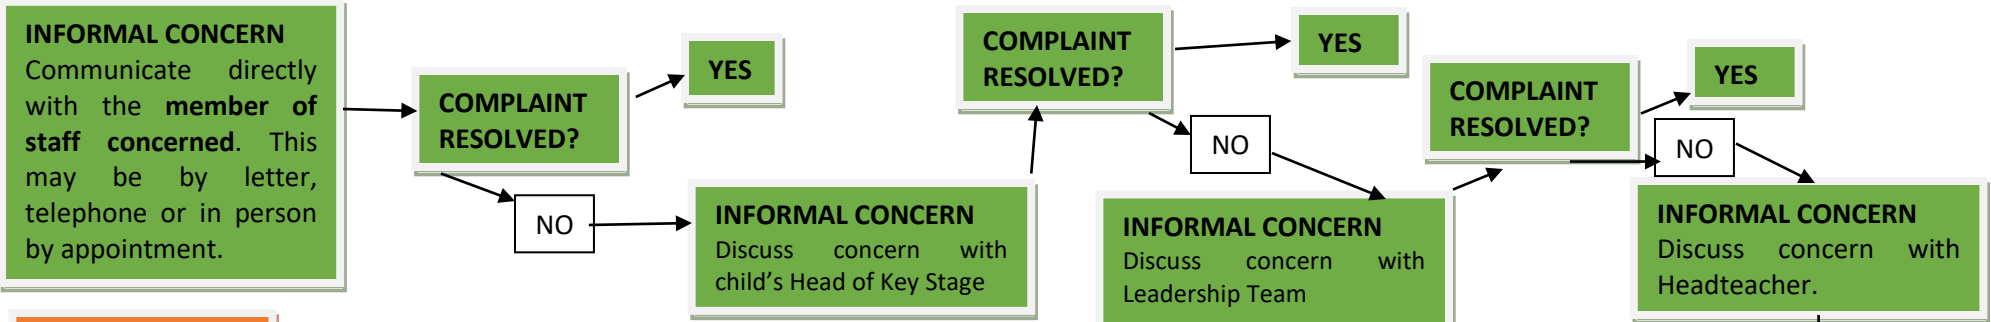 INFORMAL CONCERN
Communicate directly
with the member of
staff concerned. This
may be by letter,
telephone or in person
by appointment.
COMPLAINT
RESOLVED?
YES
NO
INFORMAL CONCERN
Discuss concern with
child’s Head of Key Stage
COMPLAINT
RESOLVED?
YES
NO
INFORMAL CONCERN
Discuss concern with
Leadership Team
COMPLAINT
RESOLVED?
YES
NO
INFORMAL CONCERN
Discuss concern with
Headteacher.